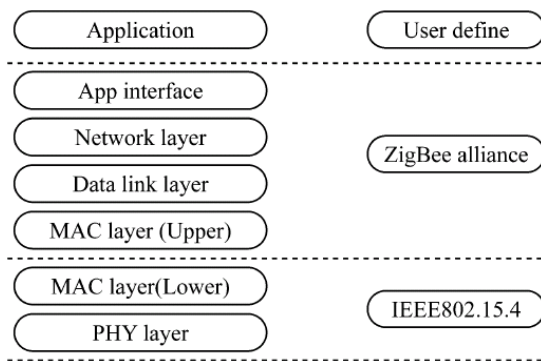 Application
User define
App interface
Network layer
Data link layer
MAC layer (Upper)
ZigBee alliance
MAC layer(Lower)
PHY layer
IEEE802.15.4